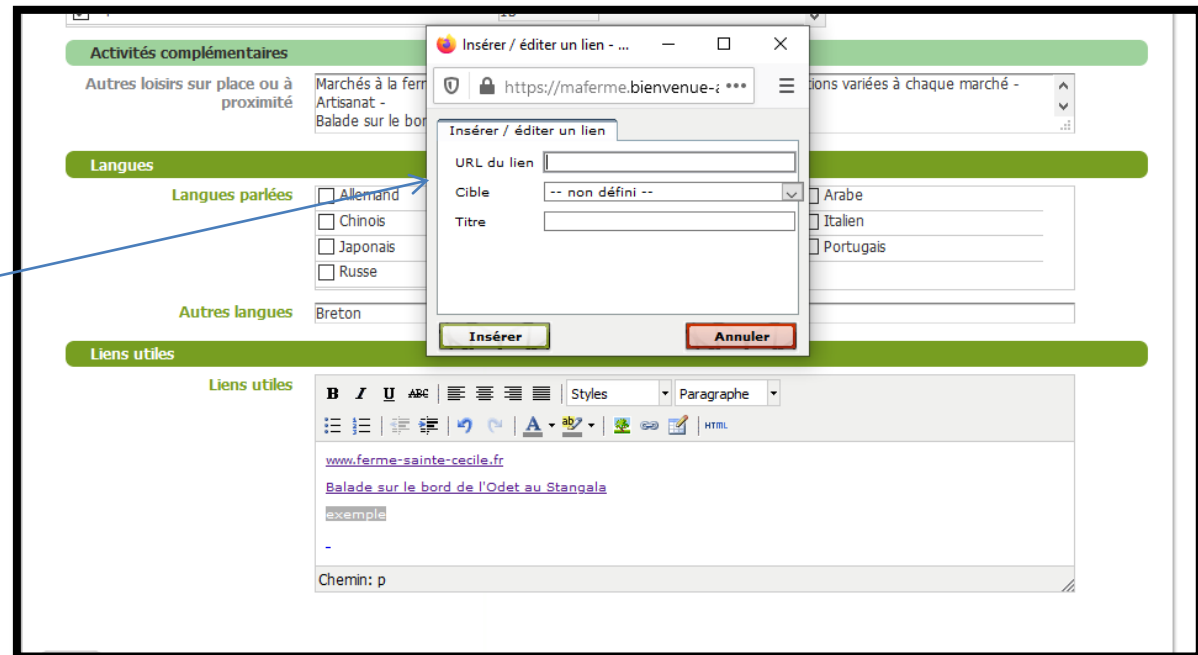 Activités complémentaires
Autres loisirs sur place ou à proximité
Marchés à la ferm
ions variées à chaque marché -
Artisanat -
Balade sur le bor
Langues
Langues parlées
Allemand
Arabe
Chinois
Italien
Japonais
Portugais
Russe
Autres langues
Breton
Insérer / éditer un lien - ...
https://maferme.bienvenue-a
Insérer / éditer un lien
URL du lien
Cible
-- non défini --
Titre
Insérer
Annuler
Liens utiles
Liens utiles
B I U ABC Styles Paragraphe
A ab HTML
www.ferme-sainte-cecile.fr
Balade sur le bord de l'Odet au Stangala
exemple
Chemin: p